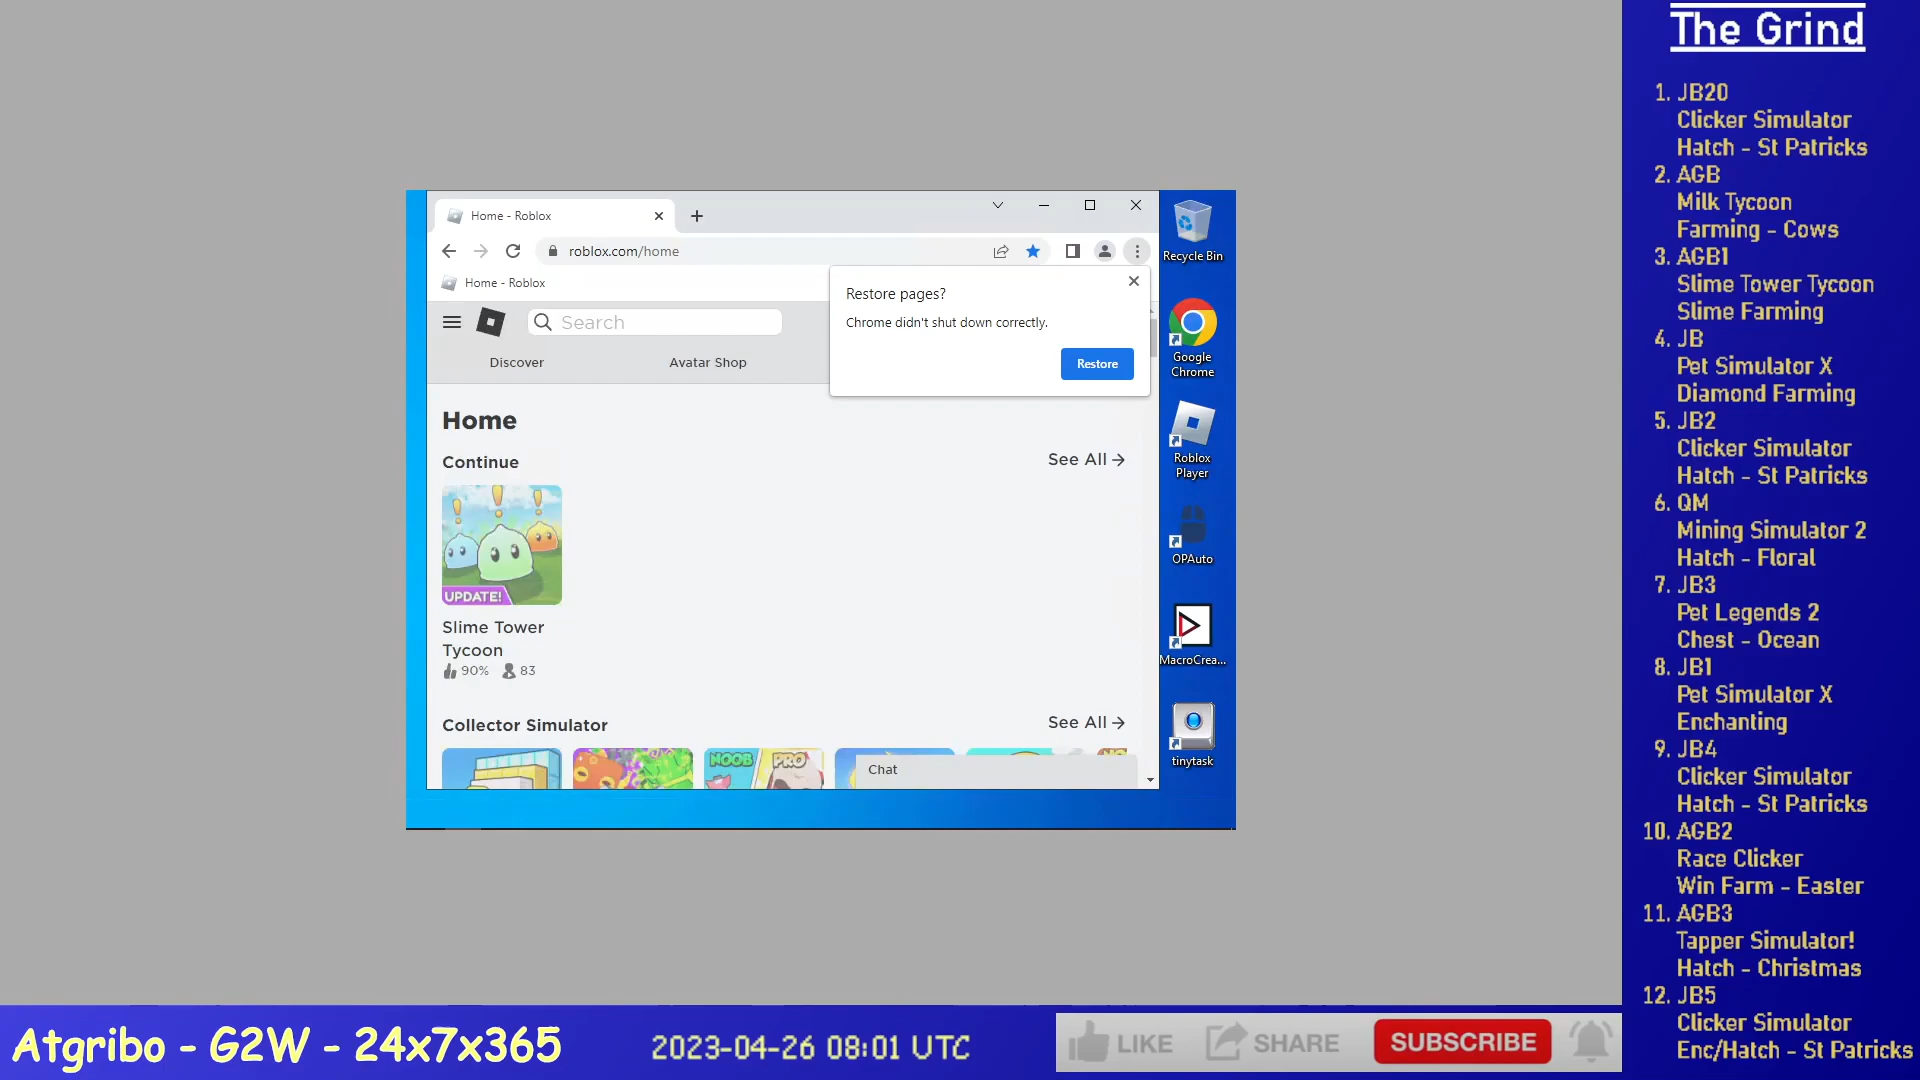 Home - Roblox
roblox.com/home
Home - Roblox
Search
Discover
Avatar Shop
Restore pages?
Chrome didn't shut down correctly.
Restore
Home
Continue
See All
UPDATE!
Slime Tower
Tycoon
90% 83
Collector Simulator
See All
NOOB PRO
Chat
Recycle Bin
Google
Chrome
Roblox
Player
OPAuto
MacroCrea...
tinytask
The Grind
1. JB20
Clicker Simulator
Hatch - St Patricks
2. AGB
Milk Tycoon
Farming - Cows
3. AGB1
Slime Tower Tycoon
Slime Farming
4. JB
Pet Simulator X
Diamond Farming
5. JB2
Clicker Simulator
Hatch - St Patricks
6. QM
Mining Simulator 2
Hatch - Floral
7. JB3
Pet Legends 2
Chest - Ocean
8. JB1
Pet Simulator X
Enchanting
9. JB4
Clicker Simulator
Hatch - St Patricks
10. AGB2
Race Clicker
Win Farm - Easter
11. AGB3
Tapper Simulator!
Hatch - Christmas
12. JB5
Clicker Simulator
Enc/Hatch - St Patricks
Atgribo - G2W - 24x7x365
2023-04-26 08:01 UTC
LIKE
SHARE
SUBSCRIBE